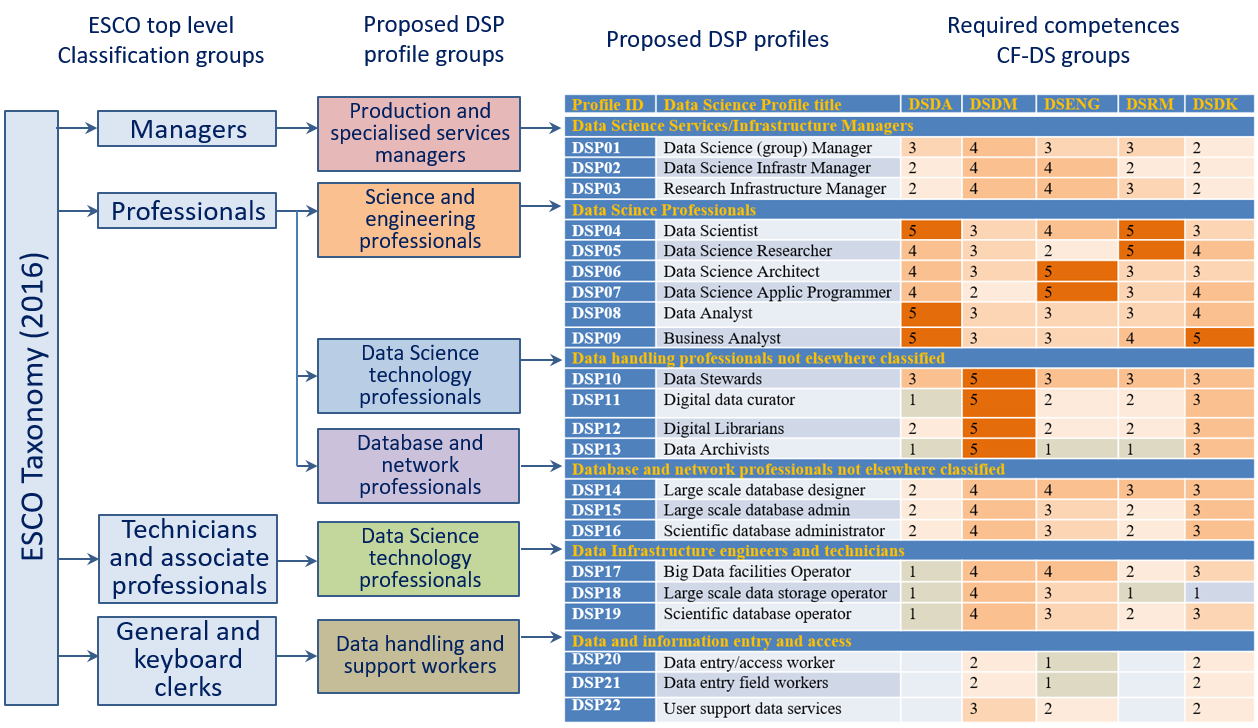 ESCO top level
Classification groups
Proposed DSP
profile groups
Proposed DSP profiles
Required competences
CF-DS groups
ESCO Taxonomy (2016)
Managers
Professionals
Technicians
and associate
professionals
General and
keyboard
clerks
Production and
specialised services
managers
Science and
engineering
professionals
Data Science
technology
professionals
Database and
network
professionals
Data Science
technology
professionals
Data handling and
support workers
Profile ID Data Science Profile title DSDA DSDM DSENG DSRM DSDK
Data Science Services/Infrastructure Managers
DSP01 Data Science (group) Manager 3 4 3 3 2
DSP02 Data Science Infrastr Manager 2 4 4 2 2
DSP03 Research Infrastructure Manager 2 4 4 3 2
Data Scince Professionals
DSP04 Data Scientist 5 3 4 5 3
DSP05 Data Science Researcher 4 3 2 5 4
DSP06 Data Science Architect 4 3 5 3 3
DSP07 Data Science Applic Programmer 4 2 5 3 4
DSP08 Data Analyst 5 3 3 3 4
DSP09 Business Analyst 5 3 3 4 5
Data handling professionals not elsewhere classified
DSP10 Data Stewards 3 5 3 3 3
DSP11 Digital data curator 1 5 2 2 3
DSP12 Digital Librarians 2 5 2 2 3
DSP13 Data Archivists 1 5 1 1 3
Database and network professionals not elsewhere classified
DSP14 Large scale database designer 2 4 4 3 3
DSP15 Large scale database admin 2 4 3 2 3
DSP16 Scientific database administrator 2 4 3 2 3
Data Infrastructure engineers and technicians
DSP17 Big Data facilities Operator 1 4 4 2 3
DSP18 Large scale data storage operator 1 4 3 1 1
DSP19 Scientific database operator 1 4 3 2 3
Data and information entry and access
DSP20 Data entry/access worker 2 1 2
DSP21 Data entry field workers 2 1 2
DSP22 User support data services 3 2 2